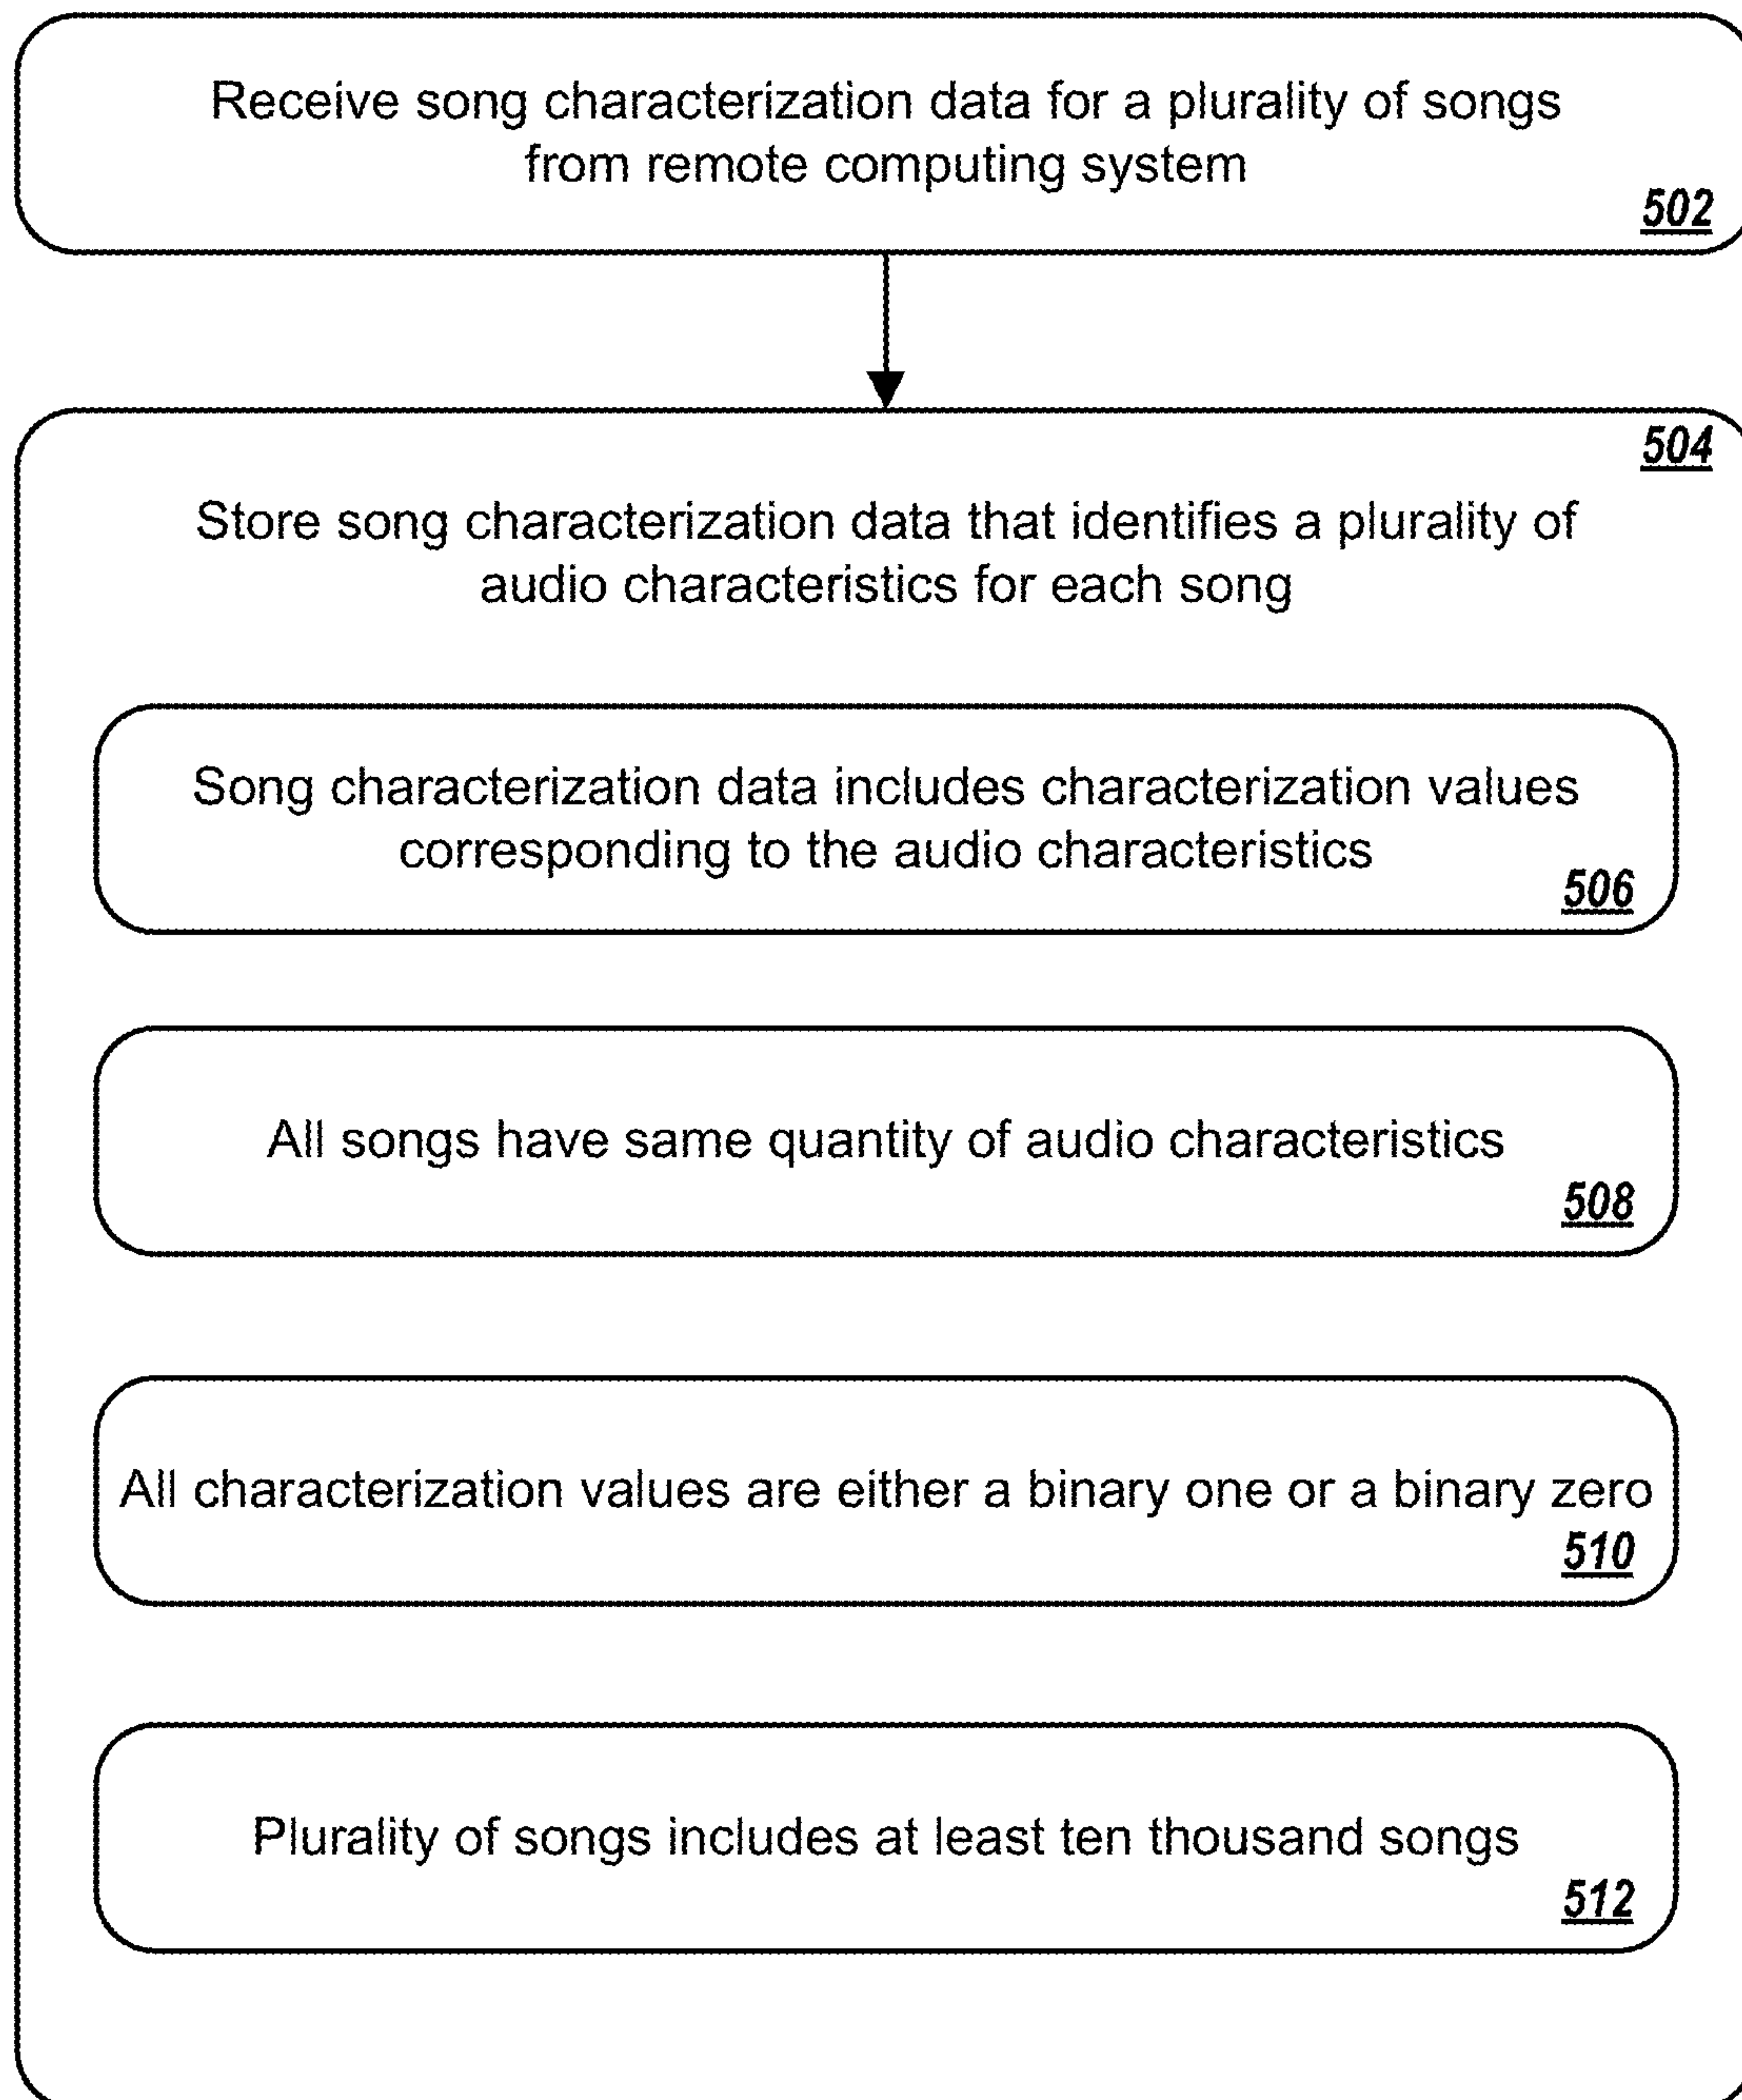 Receive song characterization data for a plurality of songs
from remote computing system
502
504
Store song characterization data that identifies a plurality of
audio characteristics for each song
Song characterization data includes characterization values
corresponding to the audio characteristics
506
All songs have same quantity of audio characteristics
508
All characterization values are either a binary one or a binary zero
510
Plurality of songs includes at least ten thousand songs
512